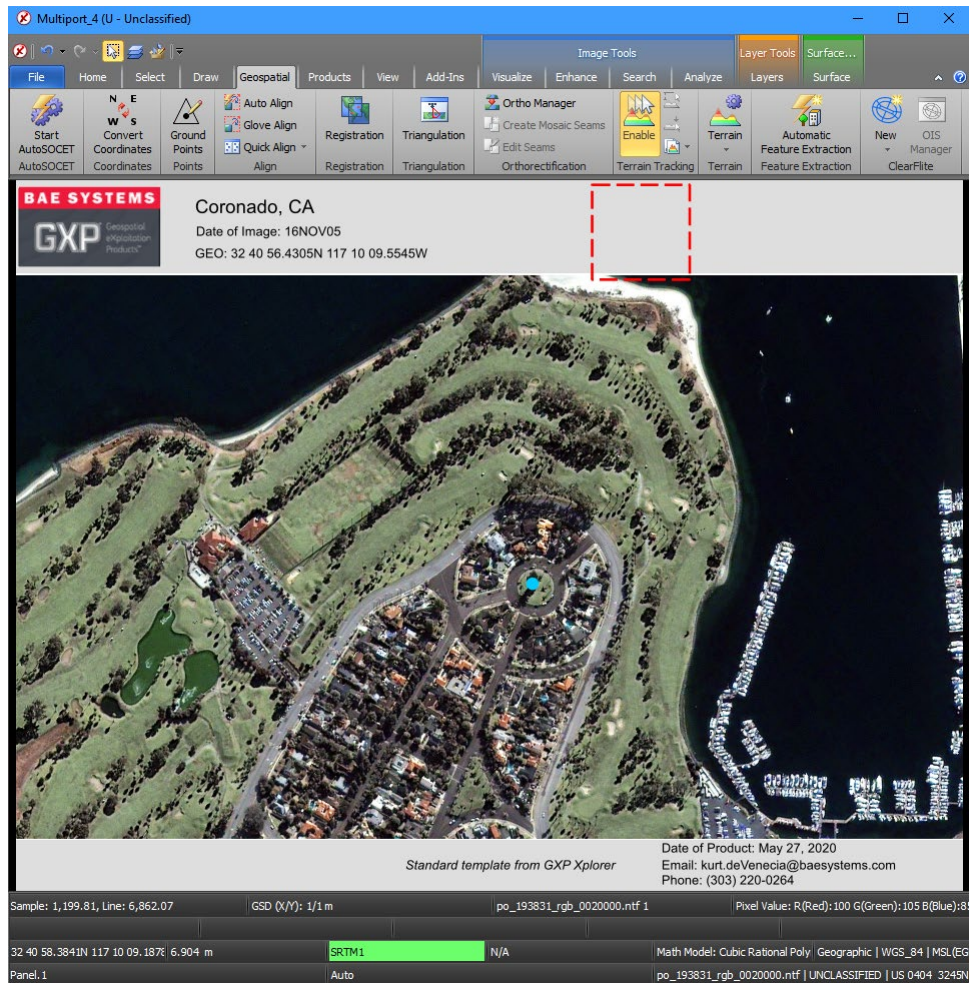 Multiport_4 (U - Unclassified)
Image Tools
Layer Tools
Surface...
File Home Select Draw Geospatial Products View Add-Ins Visualize Enhance Search Analyze Layers Surface
Start AutoSOCET
AutoSOCET
N E W S
Convert Coordinates
Coordinates
Ground Points
Points
Auto Align
Glove Align
Quick Align
Align
Registration
Registration
Triangulation
Triangulation
Ortho Manager
Create Mosaic Seams
Edit Seams
Orthorectification
Enable
Terrain Tracking
Terrain
Terrain
Automatic Feature Extraction
Feature Extraction
New
OIS Manager
ClearFlite
BAE SYSTEMS
GXP Geospatial eXploitation Products™
Coronado, CA
Date of Image: 16NOV05
GEO: 32 40 56.4305N 117 10 09.5545W
Standard template from GXP Xplorer
Date of Product: May 27, 2020
Email: kurt.deVenecia@baesystems.com
Phone: (303) 220-0264
Sample: 1,199.81, Line: 6,862.07 GSD (X/Y): 1/1 m po_193831_rgb_0020000.ntf 1 Pixel Value: R(Red):100 G(Green):105 B(Blue):85
32 40 58.3841N 117 10 09.187 6.904 m SRTM1 N/A Math Model: Cubic Rational Poly Geographic | WGS_84 | MSL(EG
Panel.1 Auto po_193831_rgb_0020000.ntf | UNCLASSIFIED | US 0404 3245N